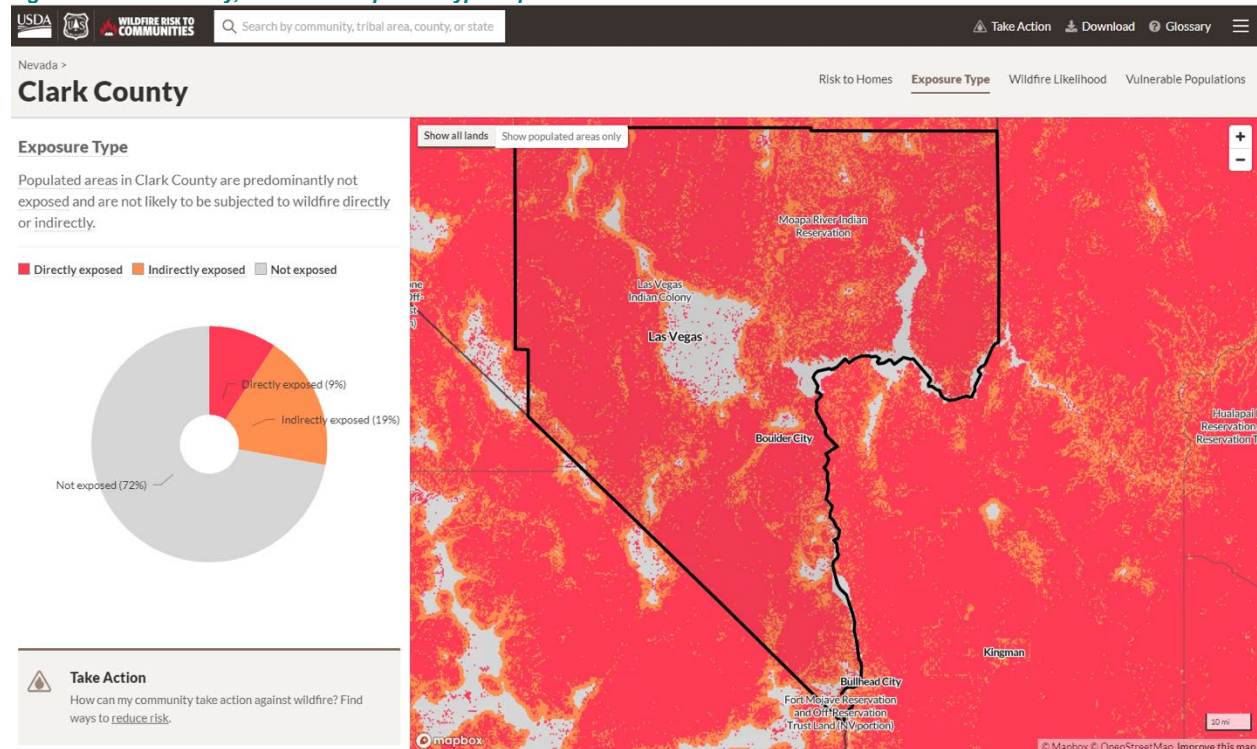 USDA
UAS
WILDFIRE RISK TO
COMMUNITIES
Search by community, tribal area, county, or state
Take Action
Download
Glossary
Nevada >
Clark County
Risk to Homes
Exposure Type
Wildfire Likelihood
Vulnerable Populations
Exposure Type
Populated areas in Clark County are predominantly not
exposed and are not likely to be subjected to wildfire directly
or indirectly.
Directly exposed
Indirectly exposed
Not exposed
Directly exposed (9%)
Indirectly exposed (19%)
Not exposed (72%)
Take Action
How can my community take action against wildfire? Find
ways to reduce risk.
Show all lands
Show populated areas only
+
−
Moapa River Indian
Reservation
Las Vegas
Indian Colony
Las Vegas
Boulder City
Hualapai
Reservation
Reservation T
Kingman
Bullhead City
Fort Mojave Reservation
and Off-Reservation
Trust Land (NV portion)
10 mi
mapbox
© Mapbox © OpenStreetMap Improve this map